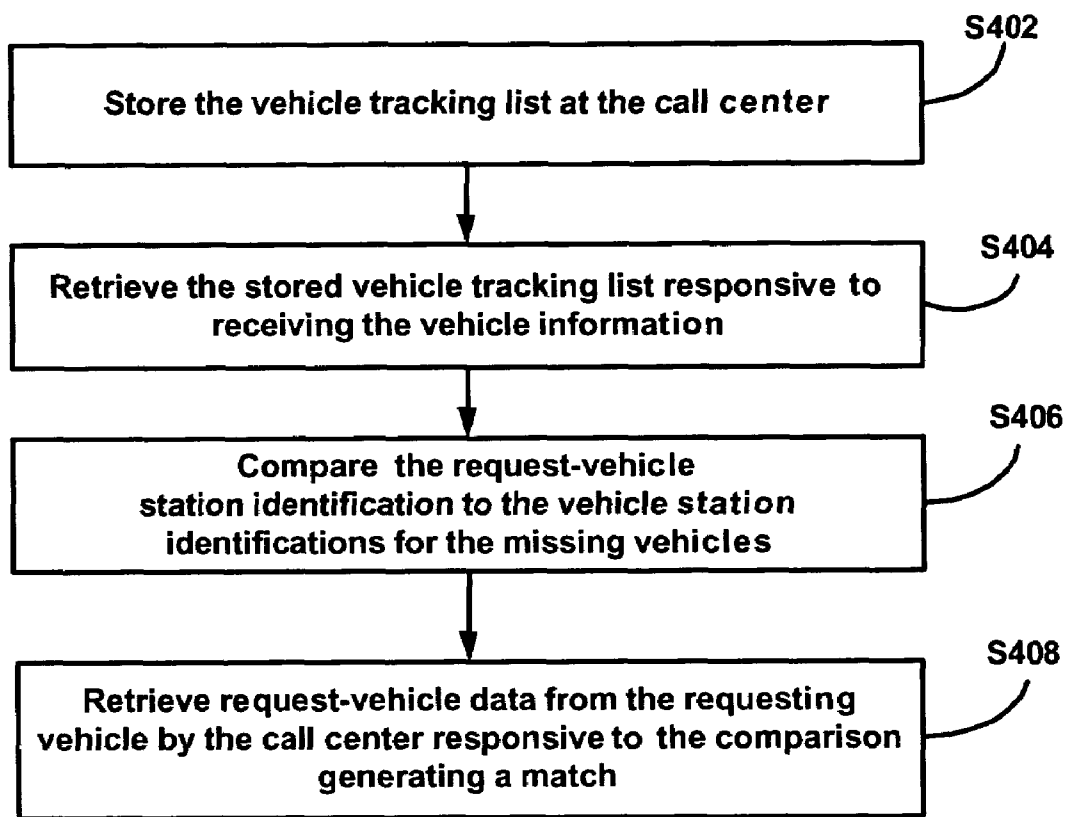 S402
Store the vehicle tracking list at the call center
S404
Retrieve the stored vehicle tracking list responsive to
receiving the vehicle information
S406
Compare the request-vehicle
station identification to the vehicle station
identifications for the missing vehicles
S408
Retrieve request-vehicle data from the requesting
vehicle by the call center responsive to the comparison
generating a match